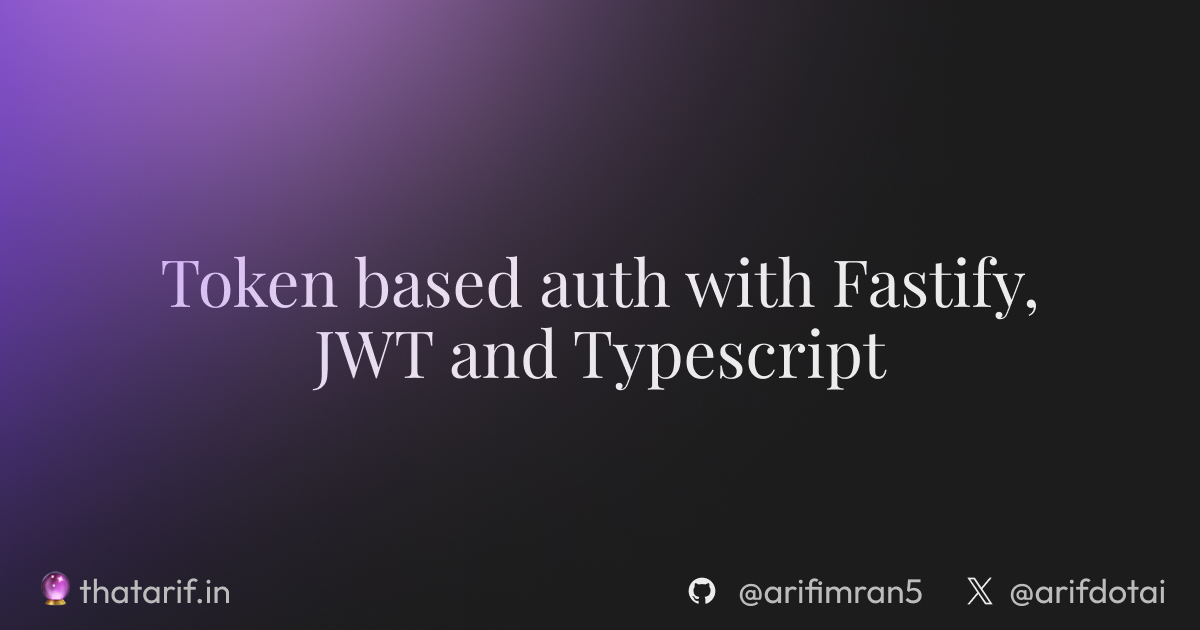 Token based auth with Fastify,
JWT and Typescript
thatarif.in
@arifimran5
@arifdotai